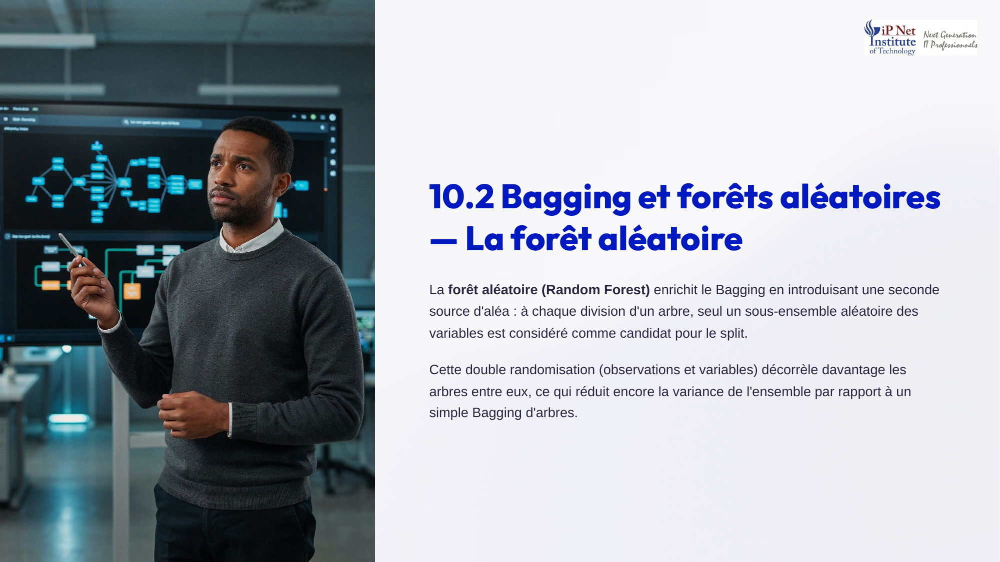 iP Net
Institute
of Technology
Next Generation
IT Professionnels
10.2 Bagging et forêts aléatoires
— La forêt aléatoire
La forêt aléatoire (Random Forest) enrichit le Bagging en introduisant une seconde
source d'aléa : à chaque division d'un arbre, seul un sous-ensemble aléatoire des
variables est considéré comme candidat pour le split.
Cette double randomisation (observations et variables) décorrèle davantage les
arbres entre eux, ce qui réduit encore la variance de l'ensemble par rapport à un
simple Bagging d'arbres.